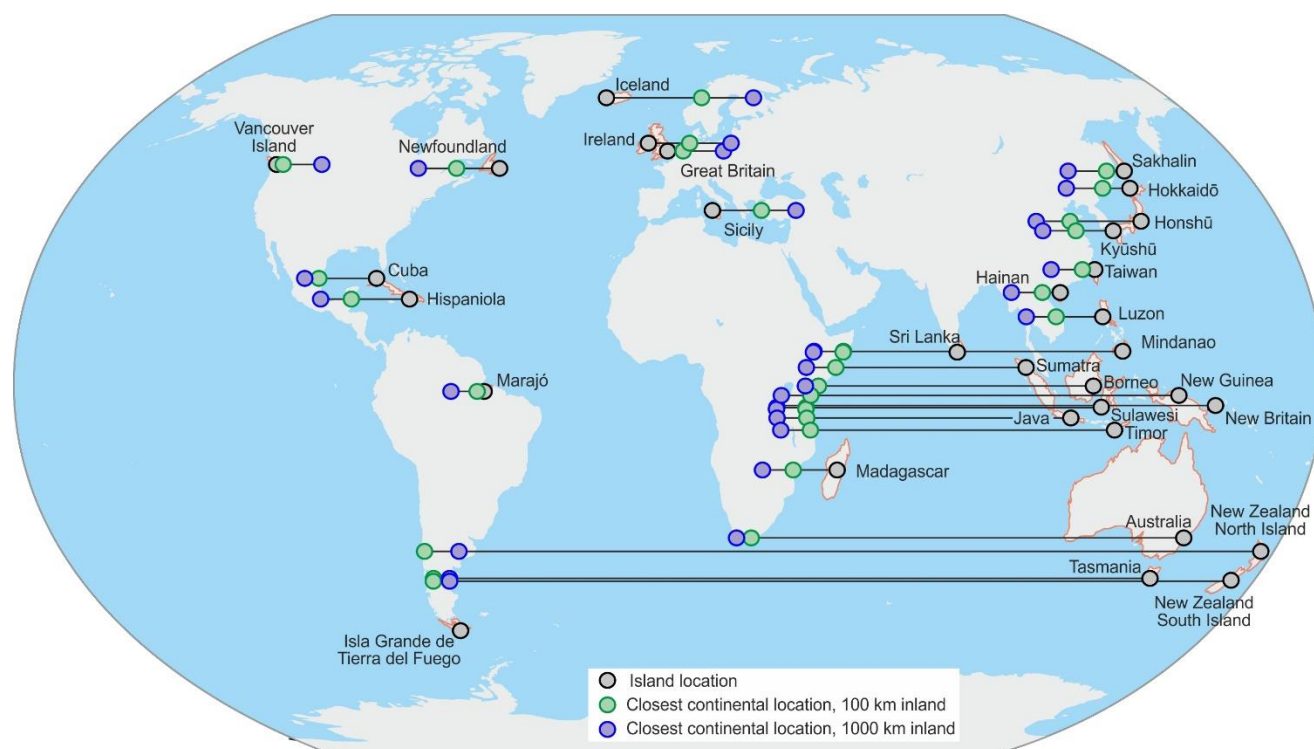 Iceland
Vancouver
Island
Newfoundland
Ireland
Great Britain
Sakhalin
Hokkaidō
Sicily
Honshū
Kyushū
Cuba
Hainan
Taiwan
Hispaniola
Luzon
Sri Lanka
Mindanao
Sumatra
Marajó
Borneo
New Guinea
Java
Sulawesi
New Britain
Timor
Madagascar
Australia
New Zealand
North Island
Tasmania
New Zealand
South Island
Isla Grande de
Tierra del Fuego
Island location
Closest continental location, 100 km inland
Closest continental location, 1000 km inland